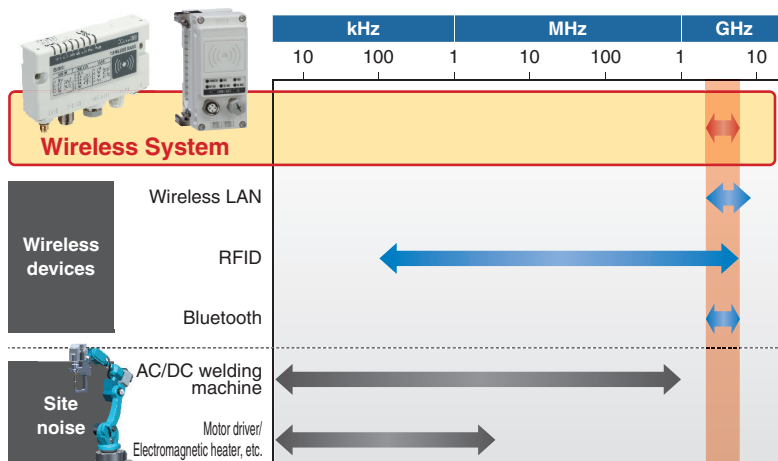 kHz MHz GHz
10 100 1 10 100 1 10
Wireless System
Wireless LAN
Wireless
devices
RFID
Bluetooth
AC/DC welding
machine
Site
noise
Motor driver/
Electromagnetic heater, etc.